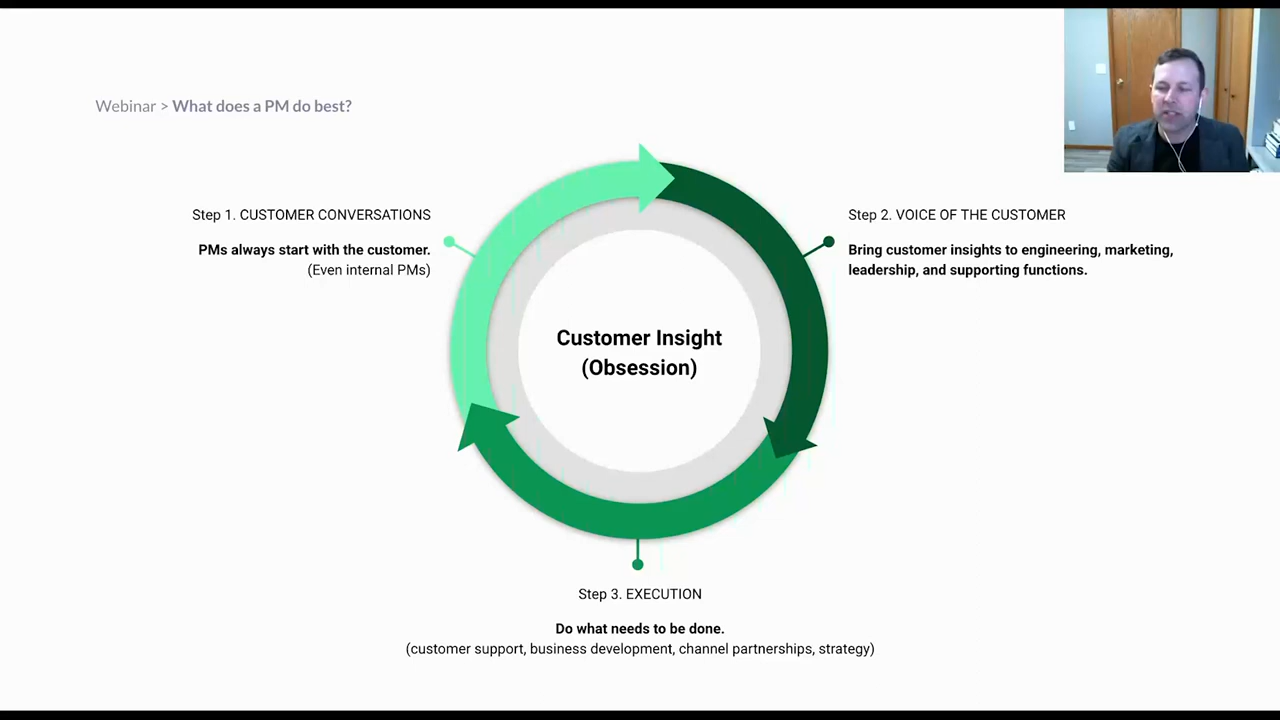 Webinar > What does a PM do best?
Step 1. CUSTOMER CONVERSATIONS
PMs always start with the customer.
(Even internal PMs)
Step 2. VOICE OF THE CUSTOMER
Bring customer insights to engineering, marketing,
leadership, and supporting functions.
Customer Insight
(Obsession)
Step 3. EXECUTION
Do what needs to be done.
(customer support, business development, channel partnerships, strategy)